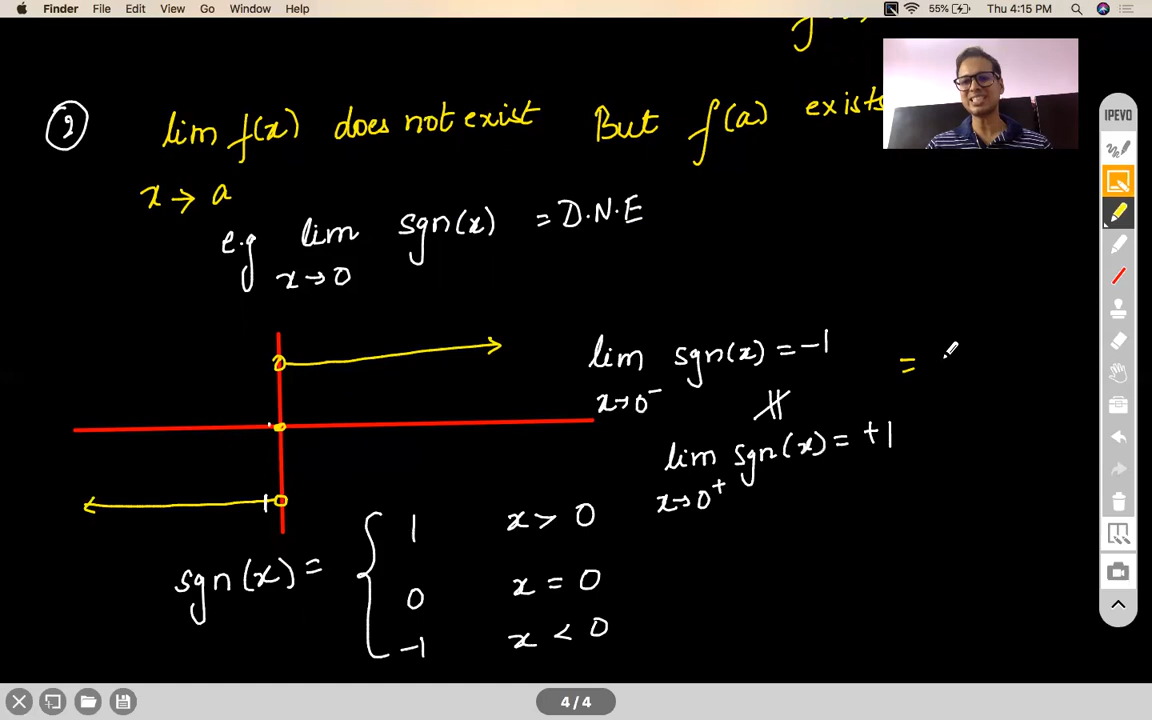 Finder File Edit View Go Window Help 55% Thu 4:15 PM
② lim f(x) does not exist But f(a) exists
x → a
e.g lim sgn(x) = D.N.E
x → 0
lim sgn(x) = -1 =
x → 0⁻
lim sgn(x) = +1
x → 0⁺
-1
sgn(x) = { 1 x > 0
0 x = 0
-1 x < 0
IPEVO
4/4